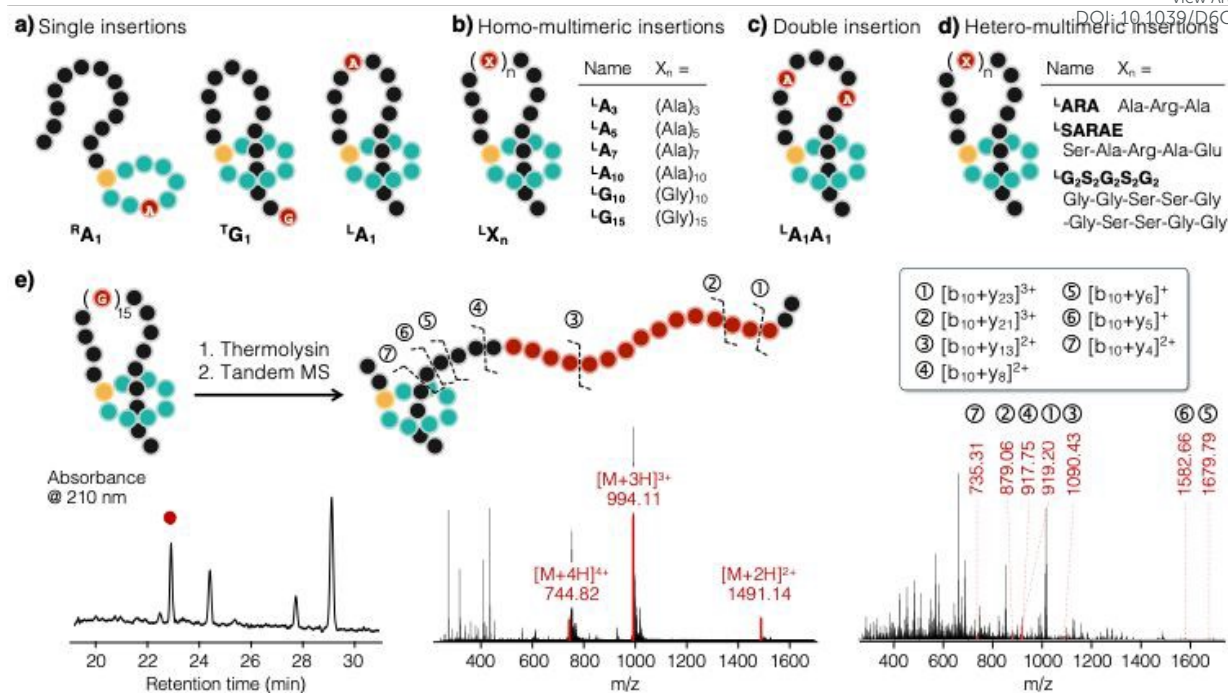 View Ar
DOI: 10.1039/D6C
a) Single insertions
A
ᴿA₁
G
ᵀG₁
A
ᴸA₁
b) Homo-multimeric insertions
(X)n
ᴸXn
Name Xn =
ᴸA₃ (Ala)₃
ᴸA₅ (Ala)₅
ᴸA₇ (Ala)₇
ᴸA₁₀ (Ala)₁₀
ᴸG₁₀ (Gly)₁₀
ᴸG₁₅ (Gly)₁₅
c) Double insertion
A
A
ᴸA₁A₁
d) Hetero-multimeric insertions
(X)n
Name Xn =
ᴸARA Ala-Arg-Ala
ᴸSARAE
Ser-Ala-Arg-Ala-Glu
ᴸG₂S₂G₂S₂G₂
Gly-Gly-Ser-Ser-Gly
-Gly-Ser-Ser-Gly-Gly
e)
(G)15
1. Thermolysin
2. Tandem MS
⑦ ⑥ ⑤ ④ ③ ② ①
① [b₁₀+y₂₃]³⁺ ⑤ [b₁₀+y₆]⁺
② [b₁₀+y₂₁]³⁺ ⑥ [b₁₀+y₅]⁺
③ [b₁₀+y₁₃]²⁺ ⑦ [b₁₀+y₄]²⁺
④ [b₁₀+y₈]²⁺
Absorbance
@ 210 nm
20 22 24 26 28 30
Retention time (min)
[M+3H]³⁺
994.11
[M+4H]⁴⁺
744.82
[M+2H]²⁺
1491.14
400 800 1000 1200 1400 1600
m/z
⑦ ② ④ ① ③ ⑥ ⑤
735.31 879.06 917.75 919.20 1090.43 1582.66 1679.79
400 600 800 1000 1200 1400 1600
m/z